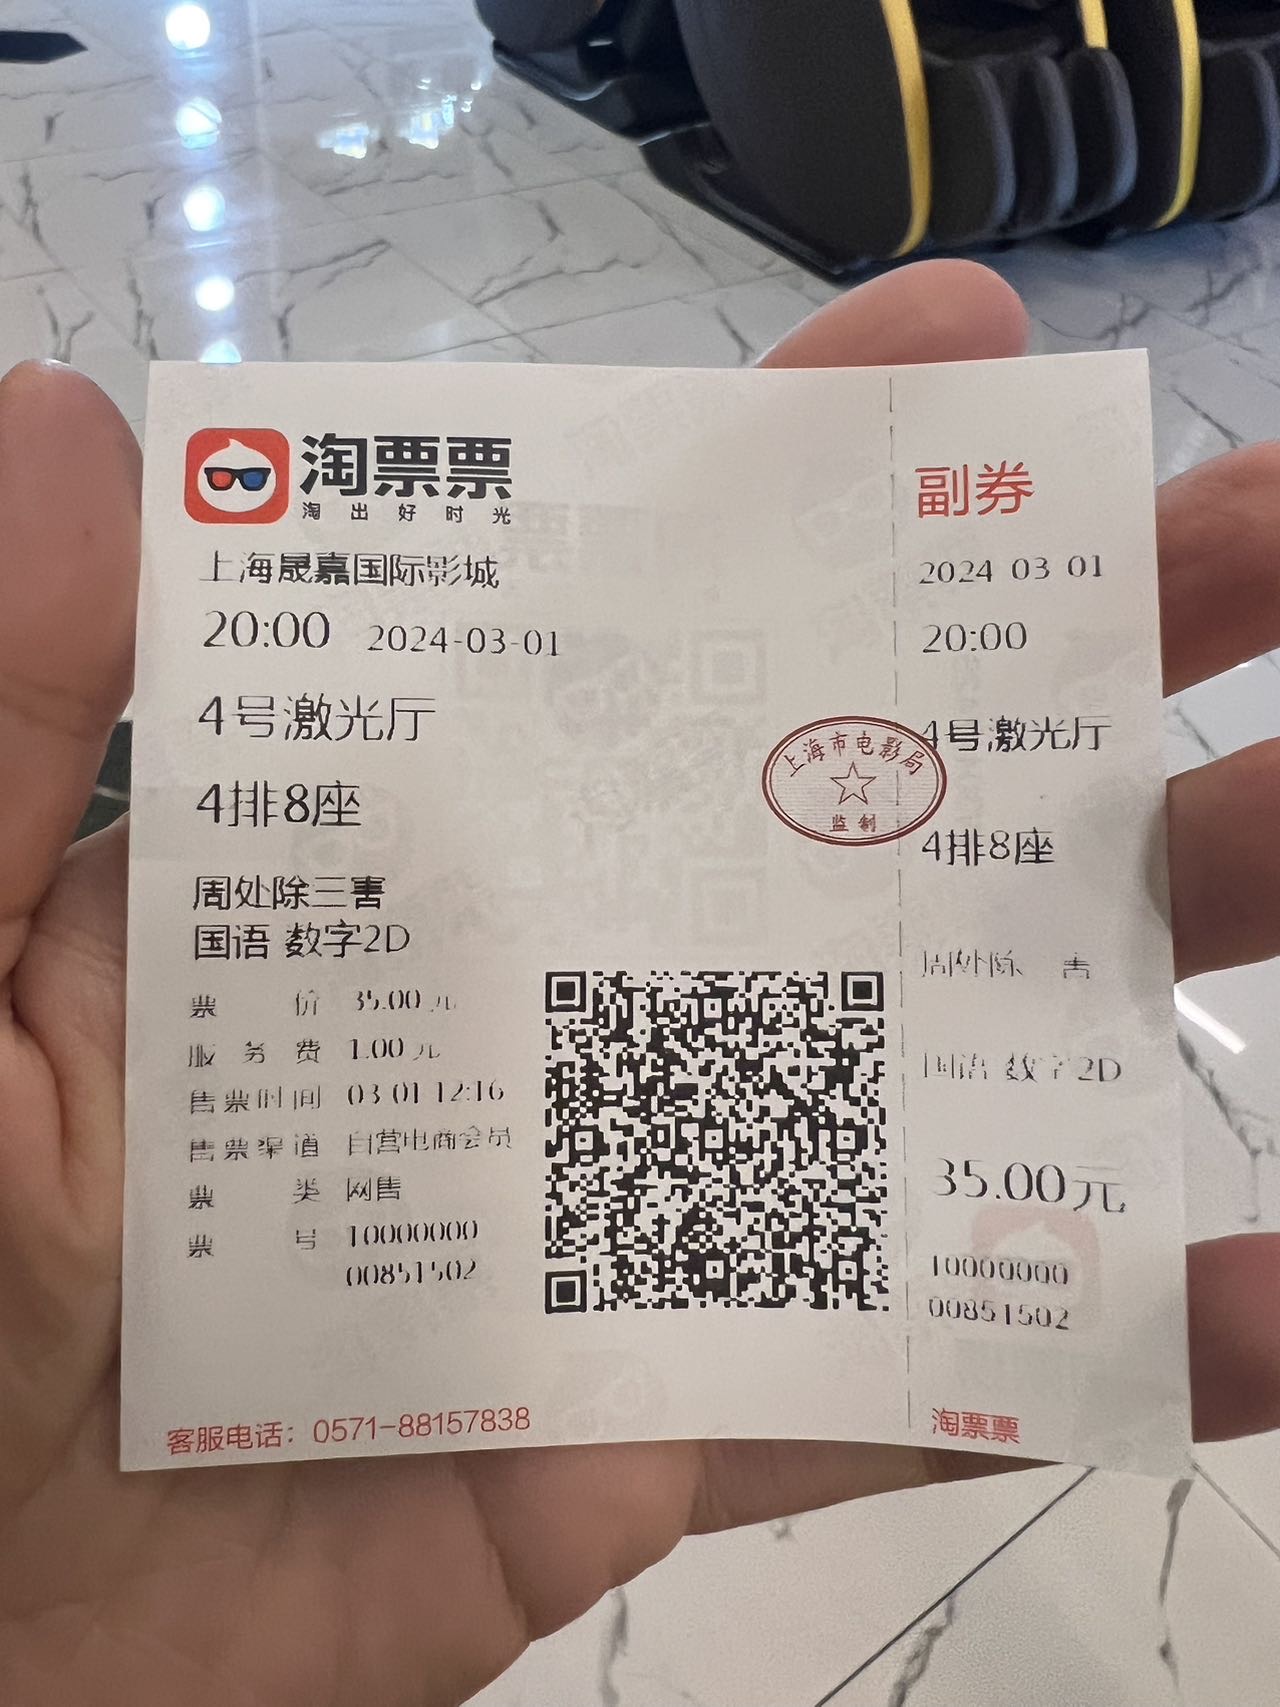 淘票票
淘出好时光
上海晟嘉国际影城
20:00 2024-03-01
4号激光厅
4排8座
周处除三害
国语 数字2D
票价 35.00元
服务费 1.00元
售票时间 03-01 12:16
售票渠道 自营电商会员
票类 网售
票号 10000000
00851502
客服电话：0571-88157838
上海市电影局
监制
副券
2024 03 01
20:00
4号激光厅
4排8座
周处除 害
国语 数字2D
35.00元
10000000
00851502
淘票票